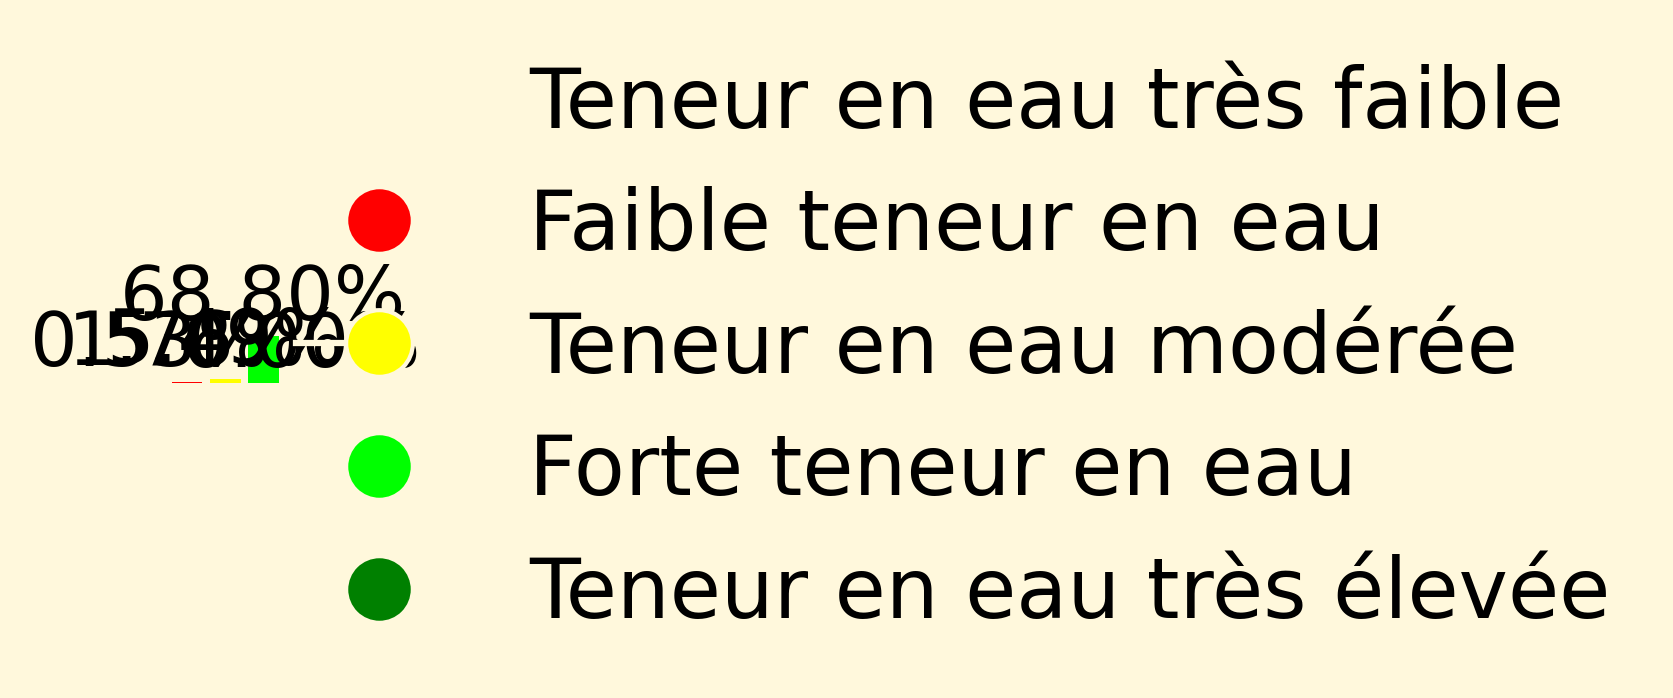 Teneur en eau très faible
Faible teneur en eau
68.80%
Teneur en eau modérée
Forte teneur en eau
Teneur en eau très élevée